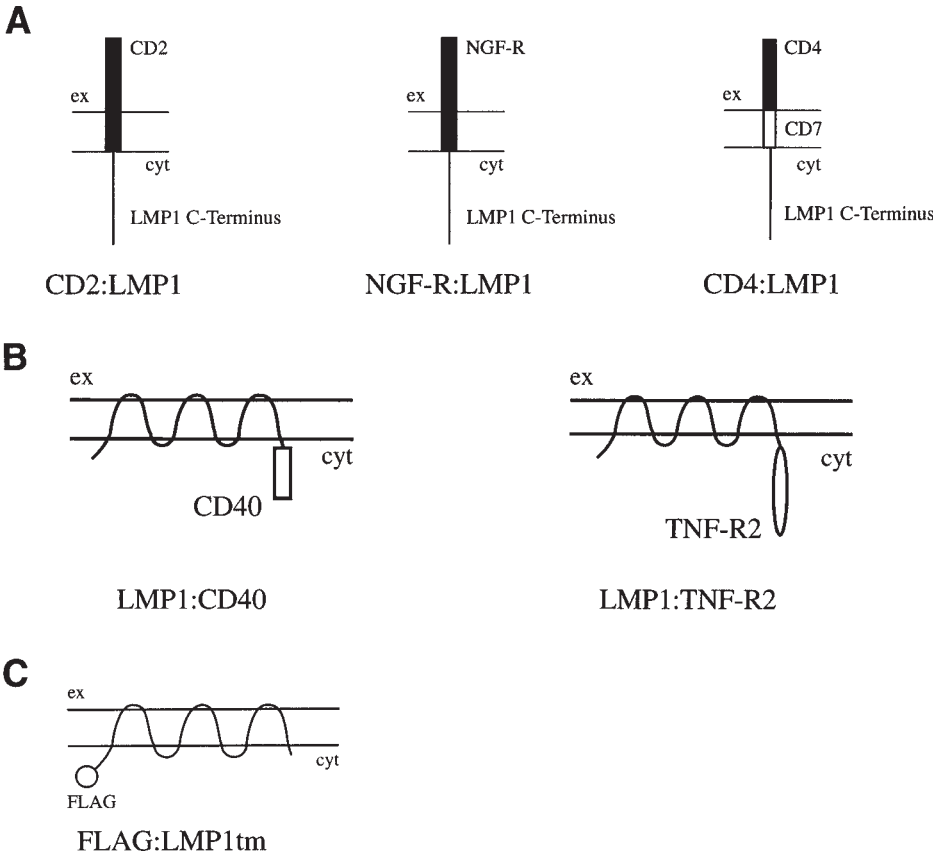 A
CD2
ex
cyt
LMP1 C-Terminus
CD2:LMP1
NGF-R
ex
cyt
LMP1 C-Terminus
NGF-R:LMP1
CD4
ex
CD7
cyt
LMP1 C-Terminus
CD4:LMP1
B
ex
cyt
CD40
LMP1:CD40
ex
cyt
TNF-R2
LMP1:TNF-R2
C
ex
cyt
FLAG
FLAG:LMP1tm